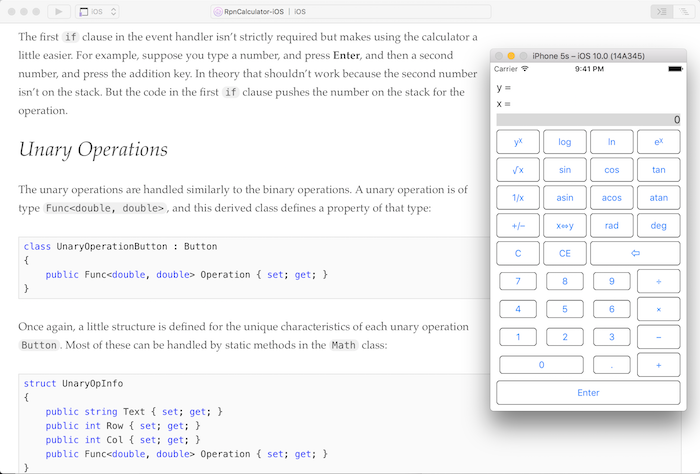 iOS
RpnCalculator-iOS | iOS
The first if clause in the event handler isn't strictly required but makes using the calculator a
little easier. For example, suppose you type a number, and press Enter, and then a second
number, and press the addition key. In theory that shouldn't work because the second number
isn't on the stack. But the code in the first if clause pushes the number on the stack for the
operation.
Unary Operations
The unary operations are handled similarly to the binary operations. A unary operation is of
type Func<double, double>, and this derived class defines a property of that type:
class UnaryOperationButton : Button
{
public Func<double, double> Operation { set; get; }
}
Once again, a little structure is defined for the unique characteristics of each unary operation
Button. Most of these can be handled by static methods in the Math class:
struct UnaryOpInfo
{
public string Text { set; get; }
public int Row { set; get; }
public int Col { set; get; }
public Func<double, double> Operation { set; get; }
}
iPhone 5s – iOS 10.0 (14A345)
Carrier 9:41 PM
y =
x =
0
yˣ log ln eˣ
√x sin cos tan
1/x asin acos atan
+/− x⇔y rad deg
C CE ⇦
7 8 9 ÷
4 5 6 ×
1 2 3 −
0 . +
Enter